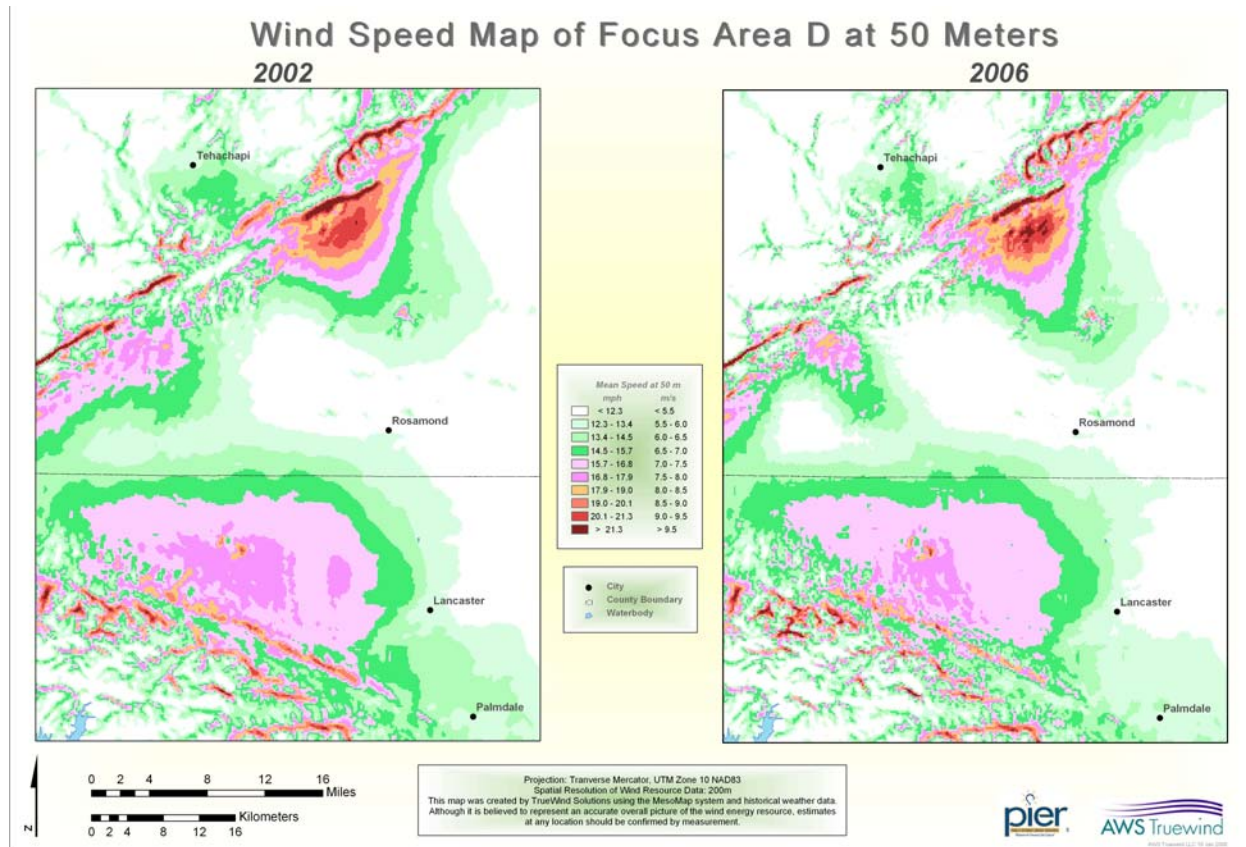 Wind Speed Map of Focus Area D at 50 Meters
2002
2006
Tehachapi
Rosamond
Lancaster
Palmdale
Tehachapi
Rosamond
Lancaster
Palmdale
Mean Speed at 50 m
mph m/s
< 12.3 < 5.5
12.3 - 13.4 5.5 - 6.0
13.4 - 14.5 6.0 - 6.5
14.5 - 15.7 6.5 - 7.0
15.7 - 16.8 7.0 - 7.5
16.8 - 17.9 7.5 - 8.0
17.9 - 19.0 8.0 - 8.5
19.0 - 20.1 8.5 - 9.0
20.1 - 21.3 9.0 - 9.5
> 21.3 > 9.5
City
County Boundary
Waterbody
N
0 2 4 8 12 16
Miles
Kilometers
0 2 4 8 12 16
Projection: Tranverse Mercator, UTM Zone 10 NAD83
Spatial Resolution of Wind Resource Data: 200m
This map was created by TrueWind Solutions using the MesoMap system and historical weather data.
Although it is believed to represent an accurate overall picture of the wind energy resource, estimates
at any location should be confirmed by measurement.
pier
AWS Truewind